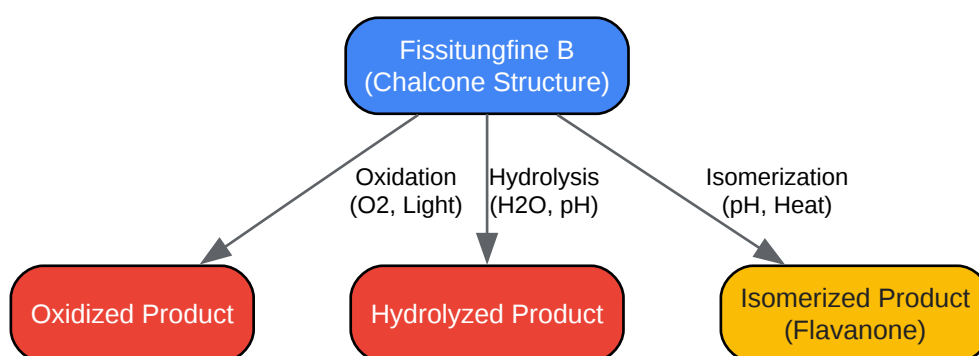 Fissitungfine B
(Chalcone Structure)
Oxidation
(O2, Light)
Hydrolysis
(H2O, pH)
Isomerization
(pH, Heat)
Oxidized Product
Hydrolyzed Product
Isomerized Product
(Flavanone)